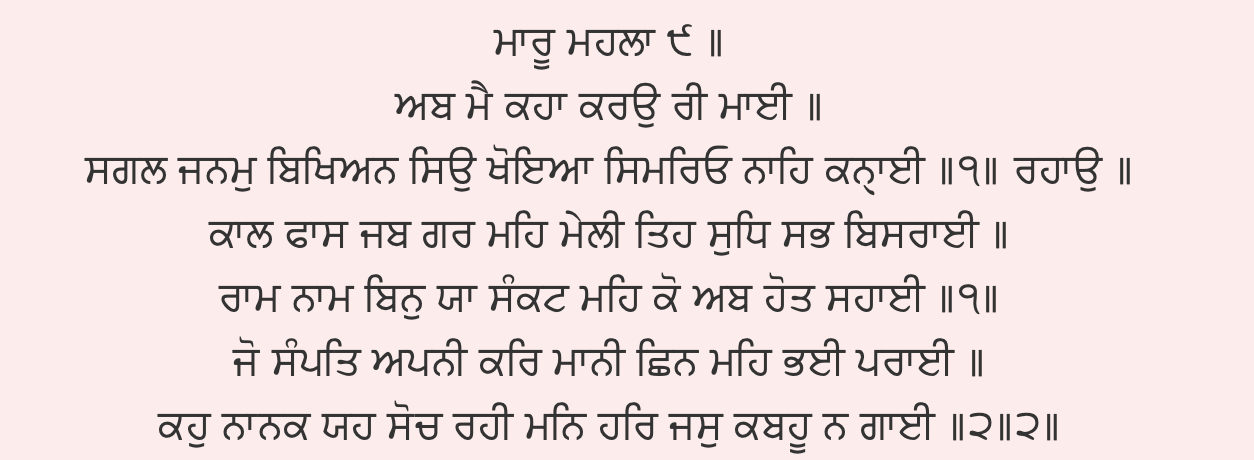 ਮਾਰੂ ਮਹਲਾ ੯ ॥
ਅਬ ਮੈ ਕਹਾ ਕਰਉ ਰੀ ਮਾਈ ॥
ਸਗਲ ਜਨਮੁ ਬਿਖਿਅਨ ਸਿਉ ਖੋਇਆ ਸਿਮਰਿਓ ਨਾਹਿ ਕਨੑਾਈ ॥੧॥ ਰਹਾਉ ॥
ਕਾਲ ਫਾਸ ਜਬ ਗਰ ਮਹਿ ਮੇਲੀ ਤਿਹ ਸੁਧਿ ਸਭ ਬਿਸਰਾਈ ॥
ਰਾਮ ਨਾਮ ਬਿਨੁ ਯਾ ਸੰਕਟ ਮਹਿ ਕੋ ਅਬ ਹੋਤ ਸਹਾਈ ॥੧॥
ਜੋ ਸੰਪਤਿ ਅਪਨੀ ਕਰਿ ਮਾਨੀ ਛਿਨ ਮਹਿ ਭਈ ਪਰਾਈ ॥
ਕਹੁ ਨਾਨਕ ਯਹ ਸੋਚ ਰਹੀ ਮਨਿ ਹਰਿ ਜਸੁ ਕਬਹੂ ਨ ਗਾਈ ॥੨॥੨॥